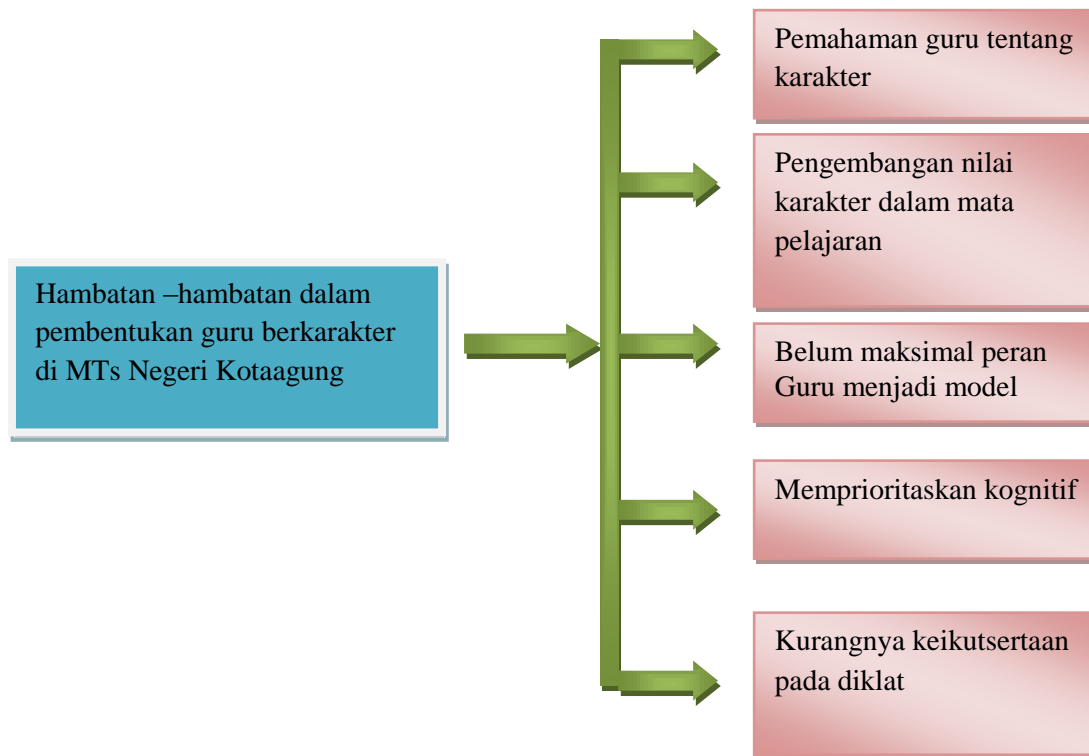 Pemahaman guru tentang
karakter
Pengembangan nilai
karakter dalam mata
pelajaran
Hambatan –hambatan dalam
pembentukan guru berkarakter
di MTs Negeri Kotaagung
Belum maksimal peran
Guru menjadi model
Memprioritaskan kognitif
Kurangnya keikutsertaan
pada diklat